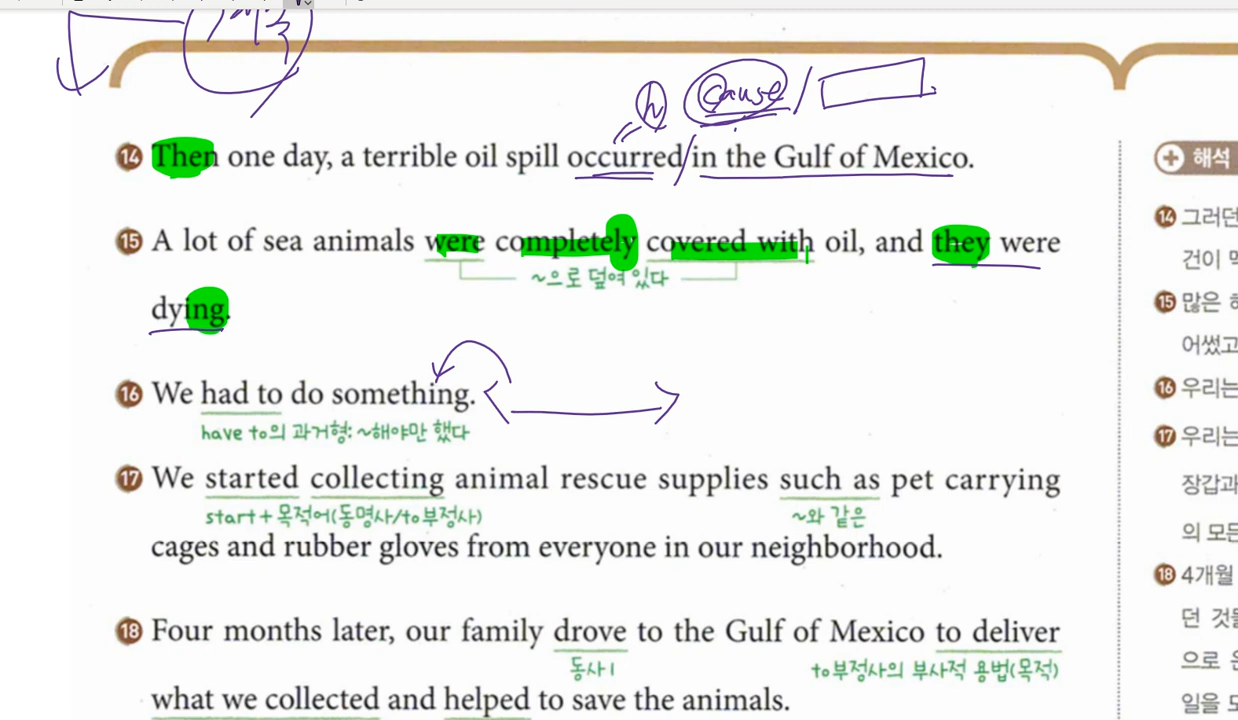 cause
14 Then one day, a terrible oil spill occurred/in the Gulf of Mexico.
15 A lot of sea animals were completely covered with oil, and they were
~으로 덮여 있다
dying.
16 We had to do something.
have to의 과거형: ~해야만 했다
17 We started collecting animal rescue supplies such as pet carrying
start+목적어(동명사/to부정사)
~와 같은
cages and rubber gloves from everyone in our neighborhood.
18 Four months later, our family drove to the Gulf of Mexico to deliver
동사1
to부정사의 부사적 용법(목적)
what we collected and helped to save the animals.
해석
14 그러던
건이
15 많은
어썼고
16 우리는
17 우리는
장갑과
의 모든
18 4개월
던 것들
으로
일을